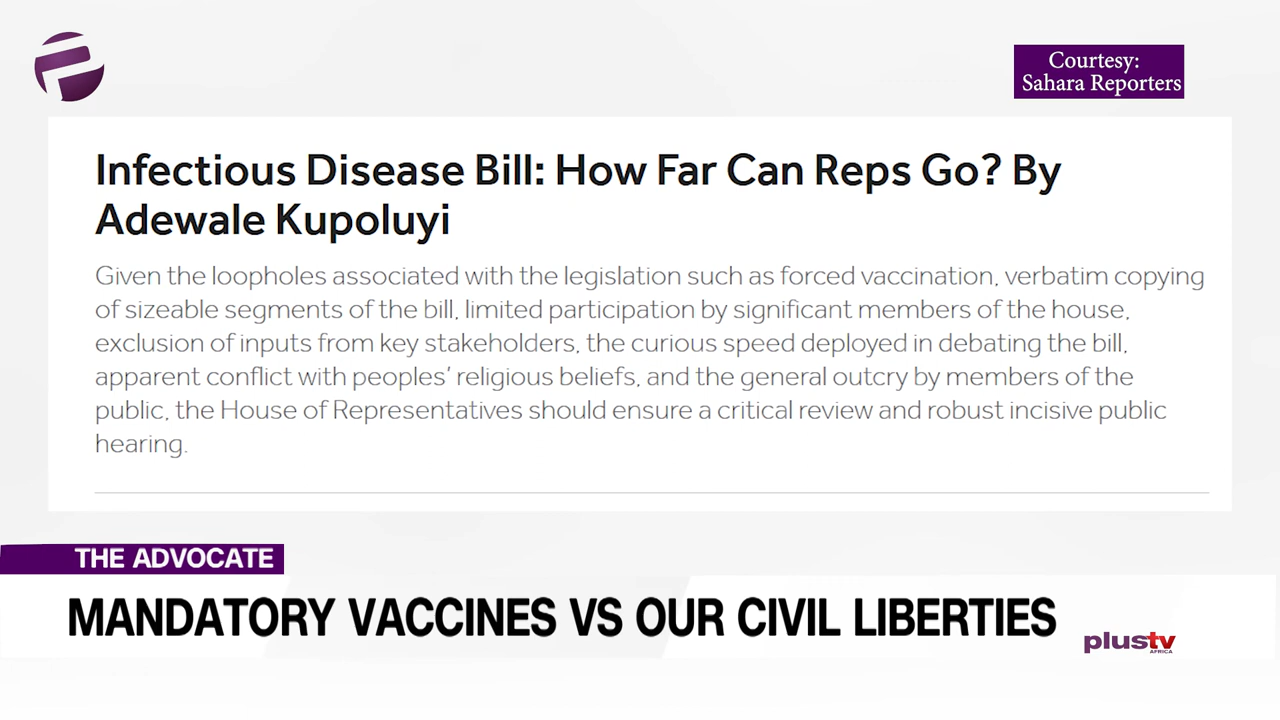 Courtesy:
Sahara Reporters
Infectious Disease Bill: How Far Can Reps Go? By
Adewale Kupoluyi
Given the loopholes associated with the legislation such as forced vaccination, verbatim copying
of sizeable segments of the bill, limited participation by significant members of the house,
exclusion of inputs from key stakeholders, the curious speed deployed in debating the bill,
apparent conflict with peoples’ religious beliefs, and the general outcry by members of the
public, the House of Representatives should ensure a critical review and robust incisive public
hearing.
THE ADVOCATE
MANDATORY VACCINES VS OUR CIVIL LIBERTIES
plustv
AFRICA